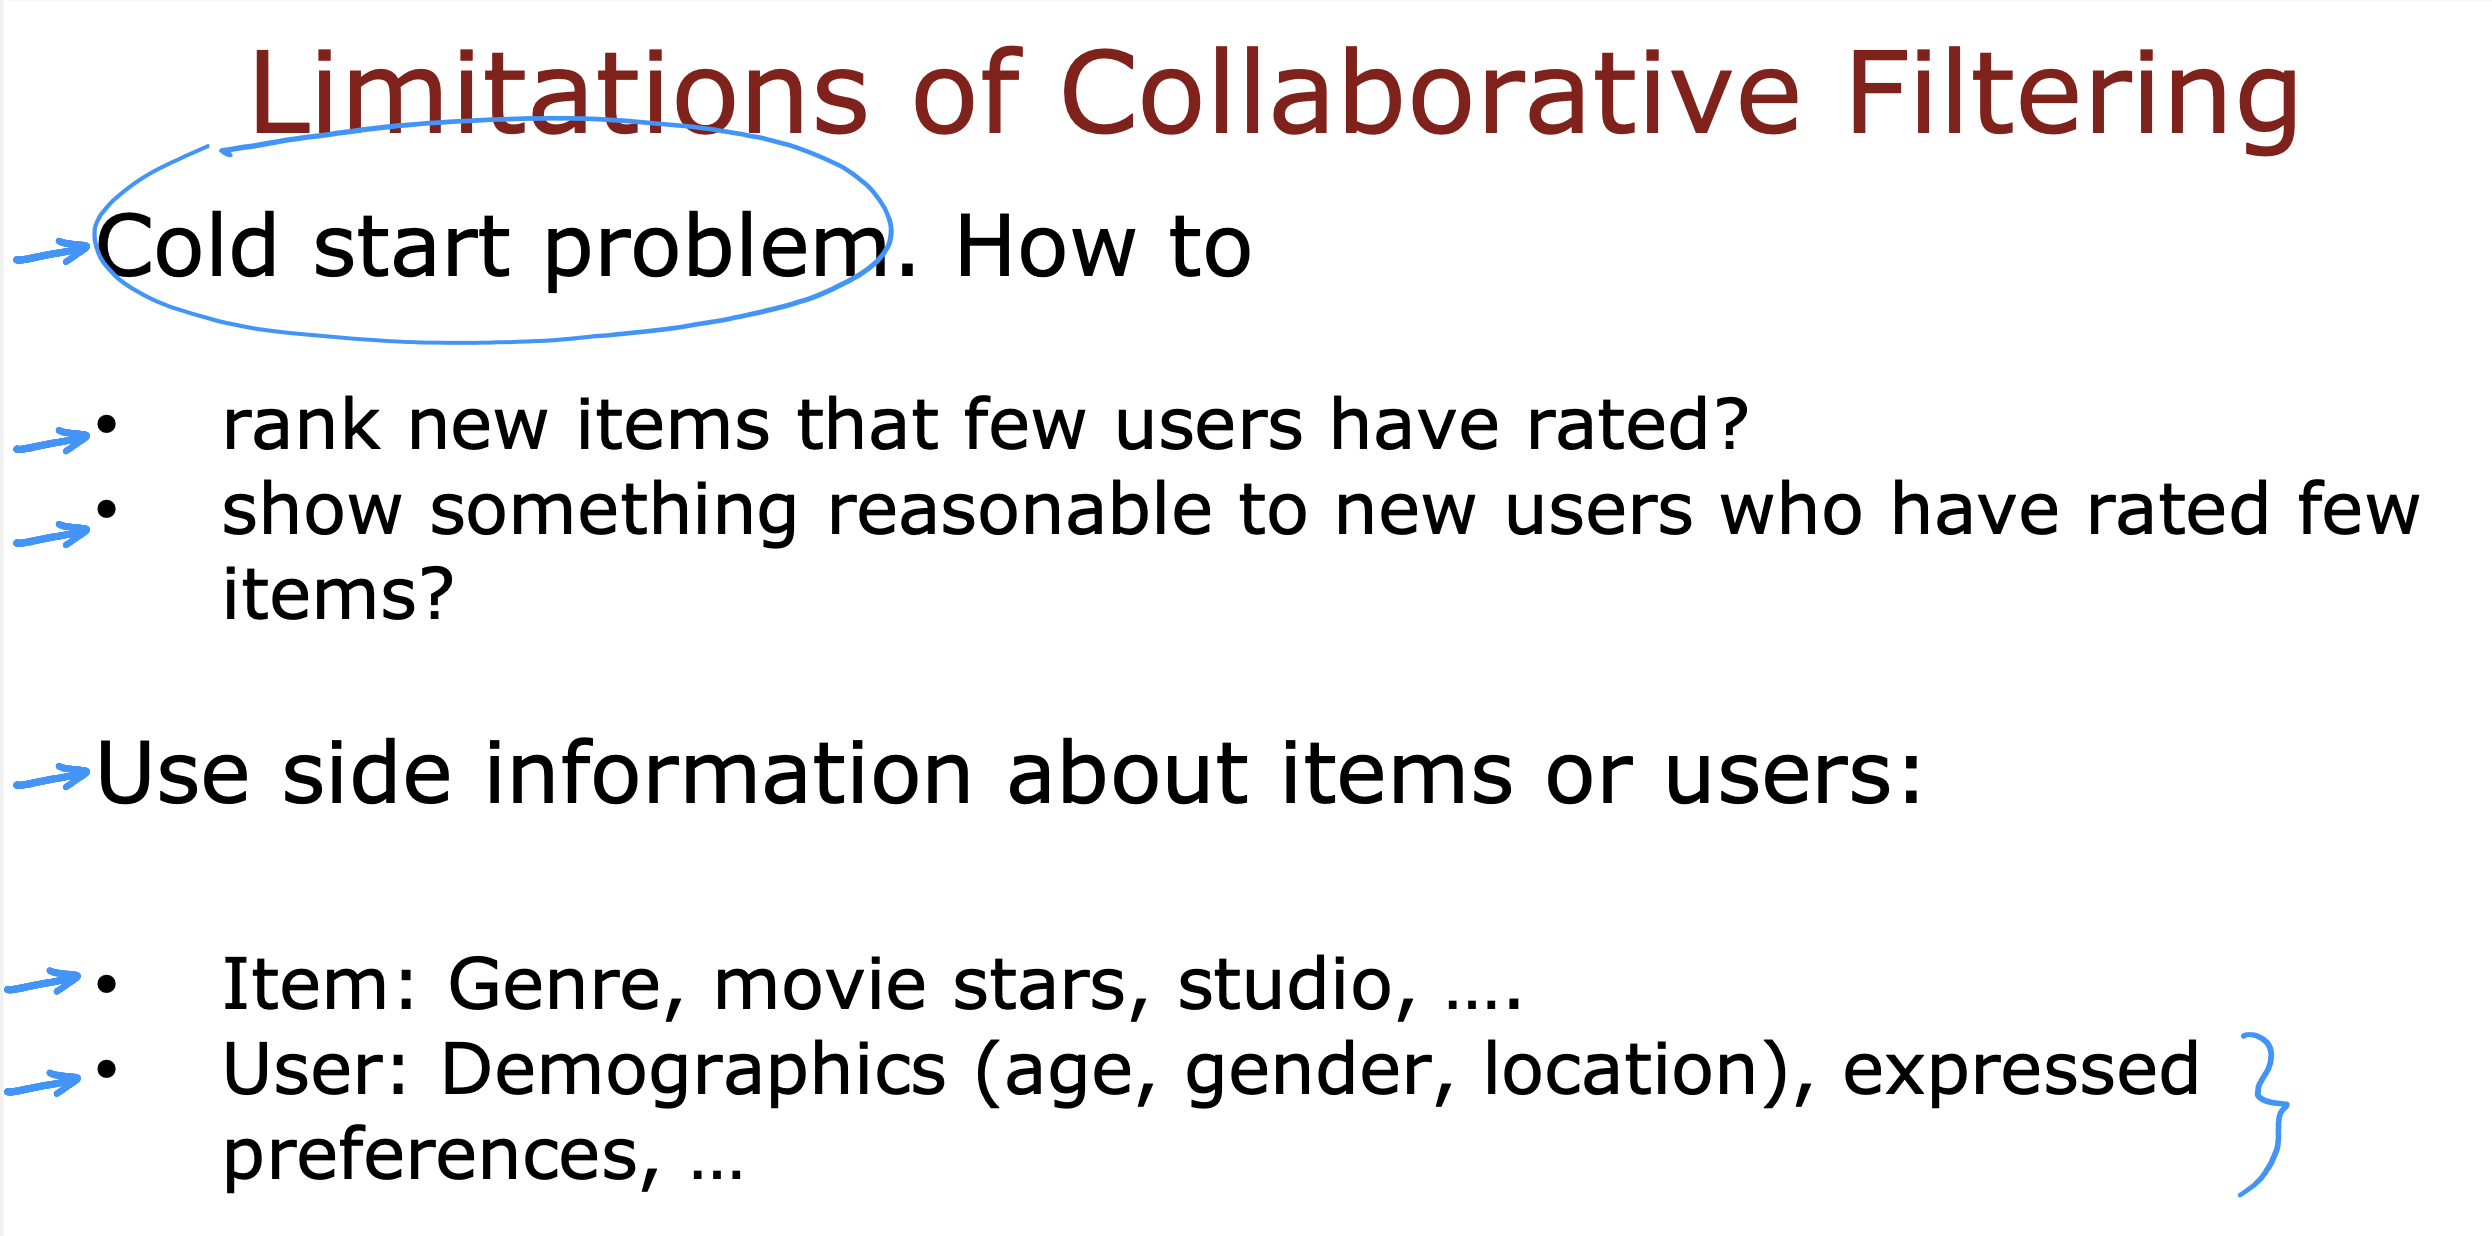 Limitations of Collaborative Filtering
Cold start problem. How to
• rank new items that few users have rated?
• show something reasonable to new users who have rated few
items?
Use side information about items or users:
• Item: Genre, movie stars, studio, ....
• User: Demographics (age, gender, location), expressed
preferences, ...